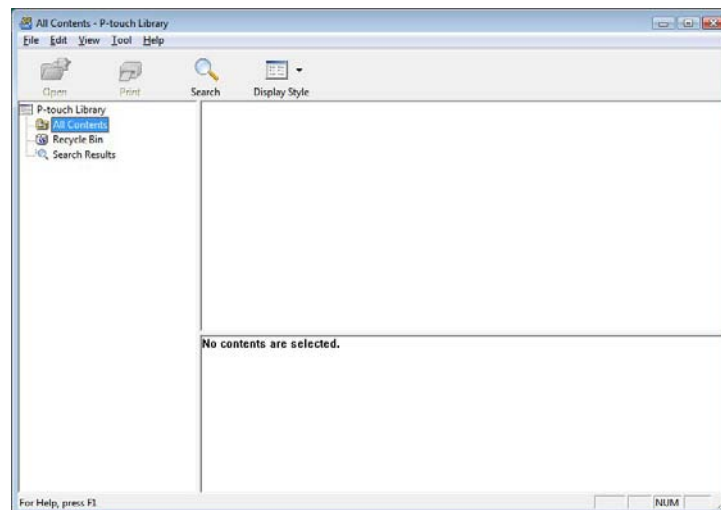 All Contents - P-touch Library
File Edit View Tool Help
Open Print Search Display Style
P-touch Library
All Contents
Recycle Bin
Search Results
No contents are selected.
For Help, press F1
NUM